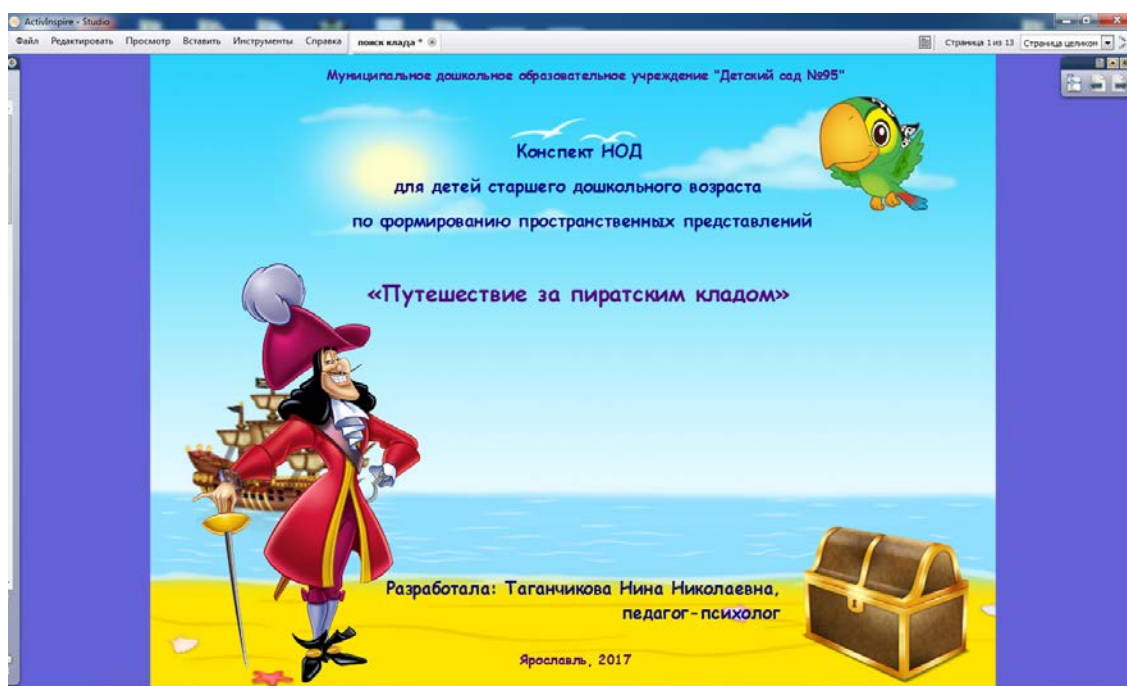 ActivInspire - Studio
Файл Редактировать Просмотр Вставить Инструменты Справка поиск клада * Страница 1 из 13 Страница целиком
Муниципальное дошкольное образовательное учреждение "Детский сад №95"
Конспект НОД
для детей старшего дошкольного возраста
по формированию пространственных представлений
«Путешествие за пиратским кладом»
Разработала: Таганчикова Нина Николаевна,
педагог-психолог
Ярославль, 2017